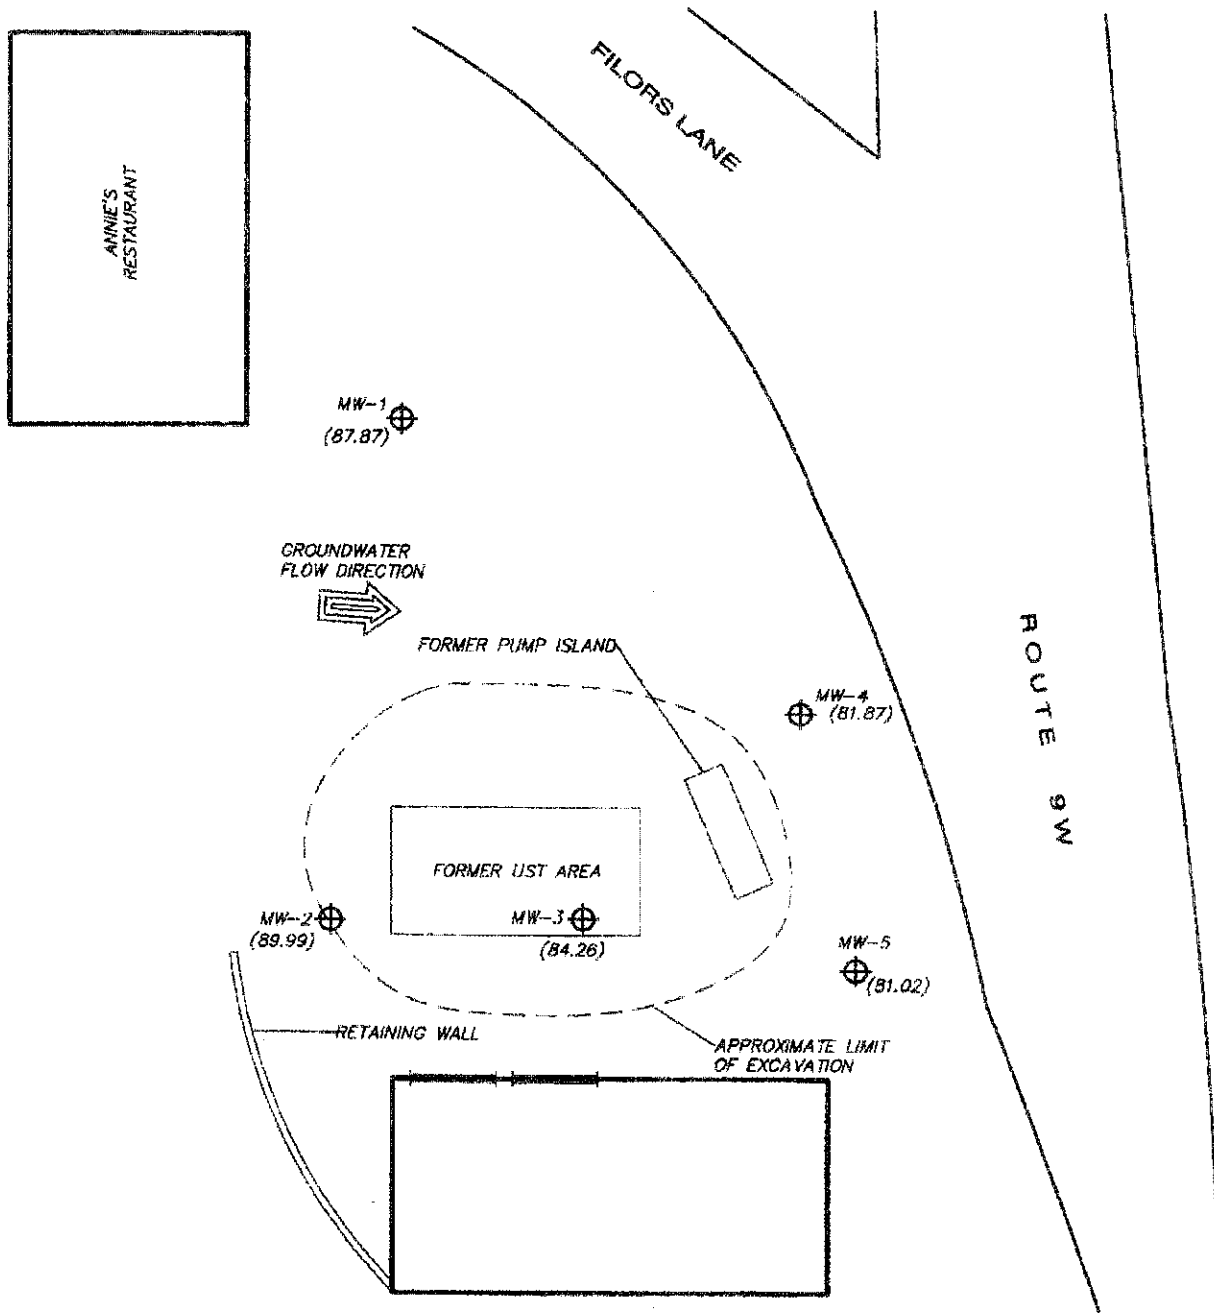 FILORS LANE
ANNIE'S
RESTAURANT
MW-1
(87.87)
GROUNDWATER
FLOW DIRECTION
FORMER PUMP ISLAND
MW-4
(81.87)
ROUTE 9W
FORMER UST AREA
MW-2
(89.99)
MW-3
(84.26)
MW-5
(81.02)
RETAINING WALL
APPROXIMATE LIMIT
OF EXCAVATION